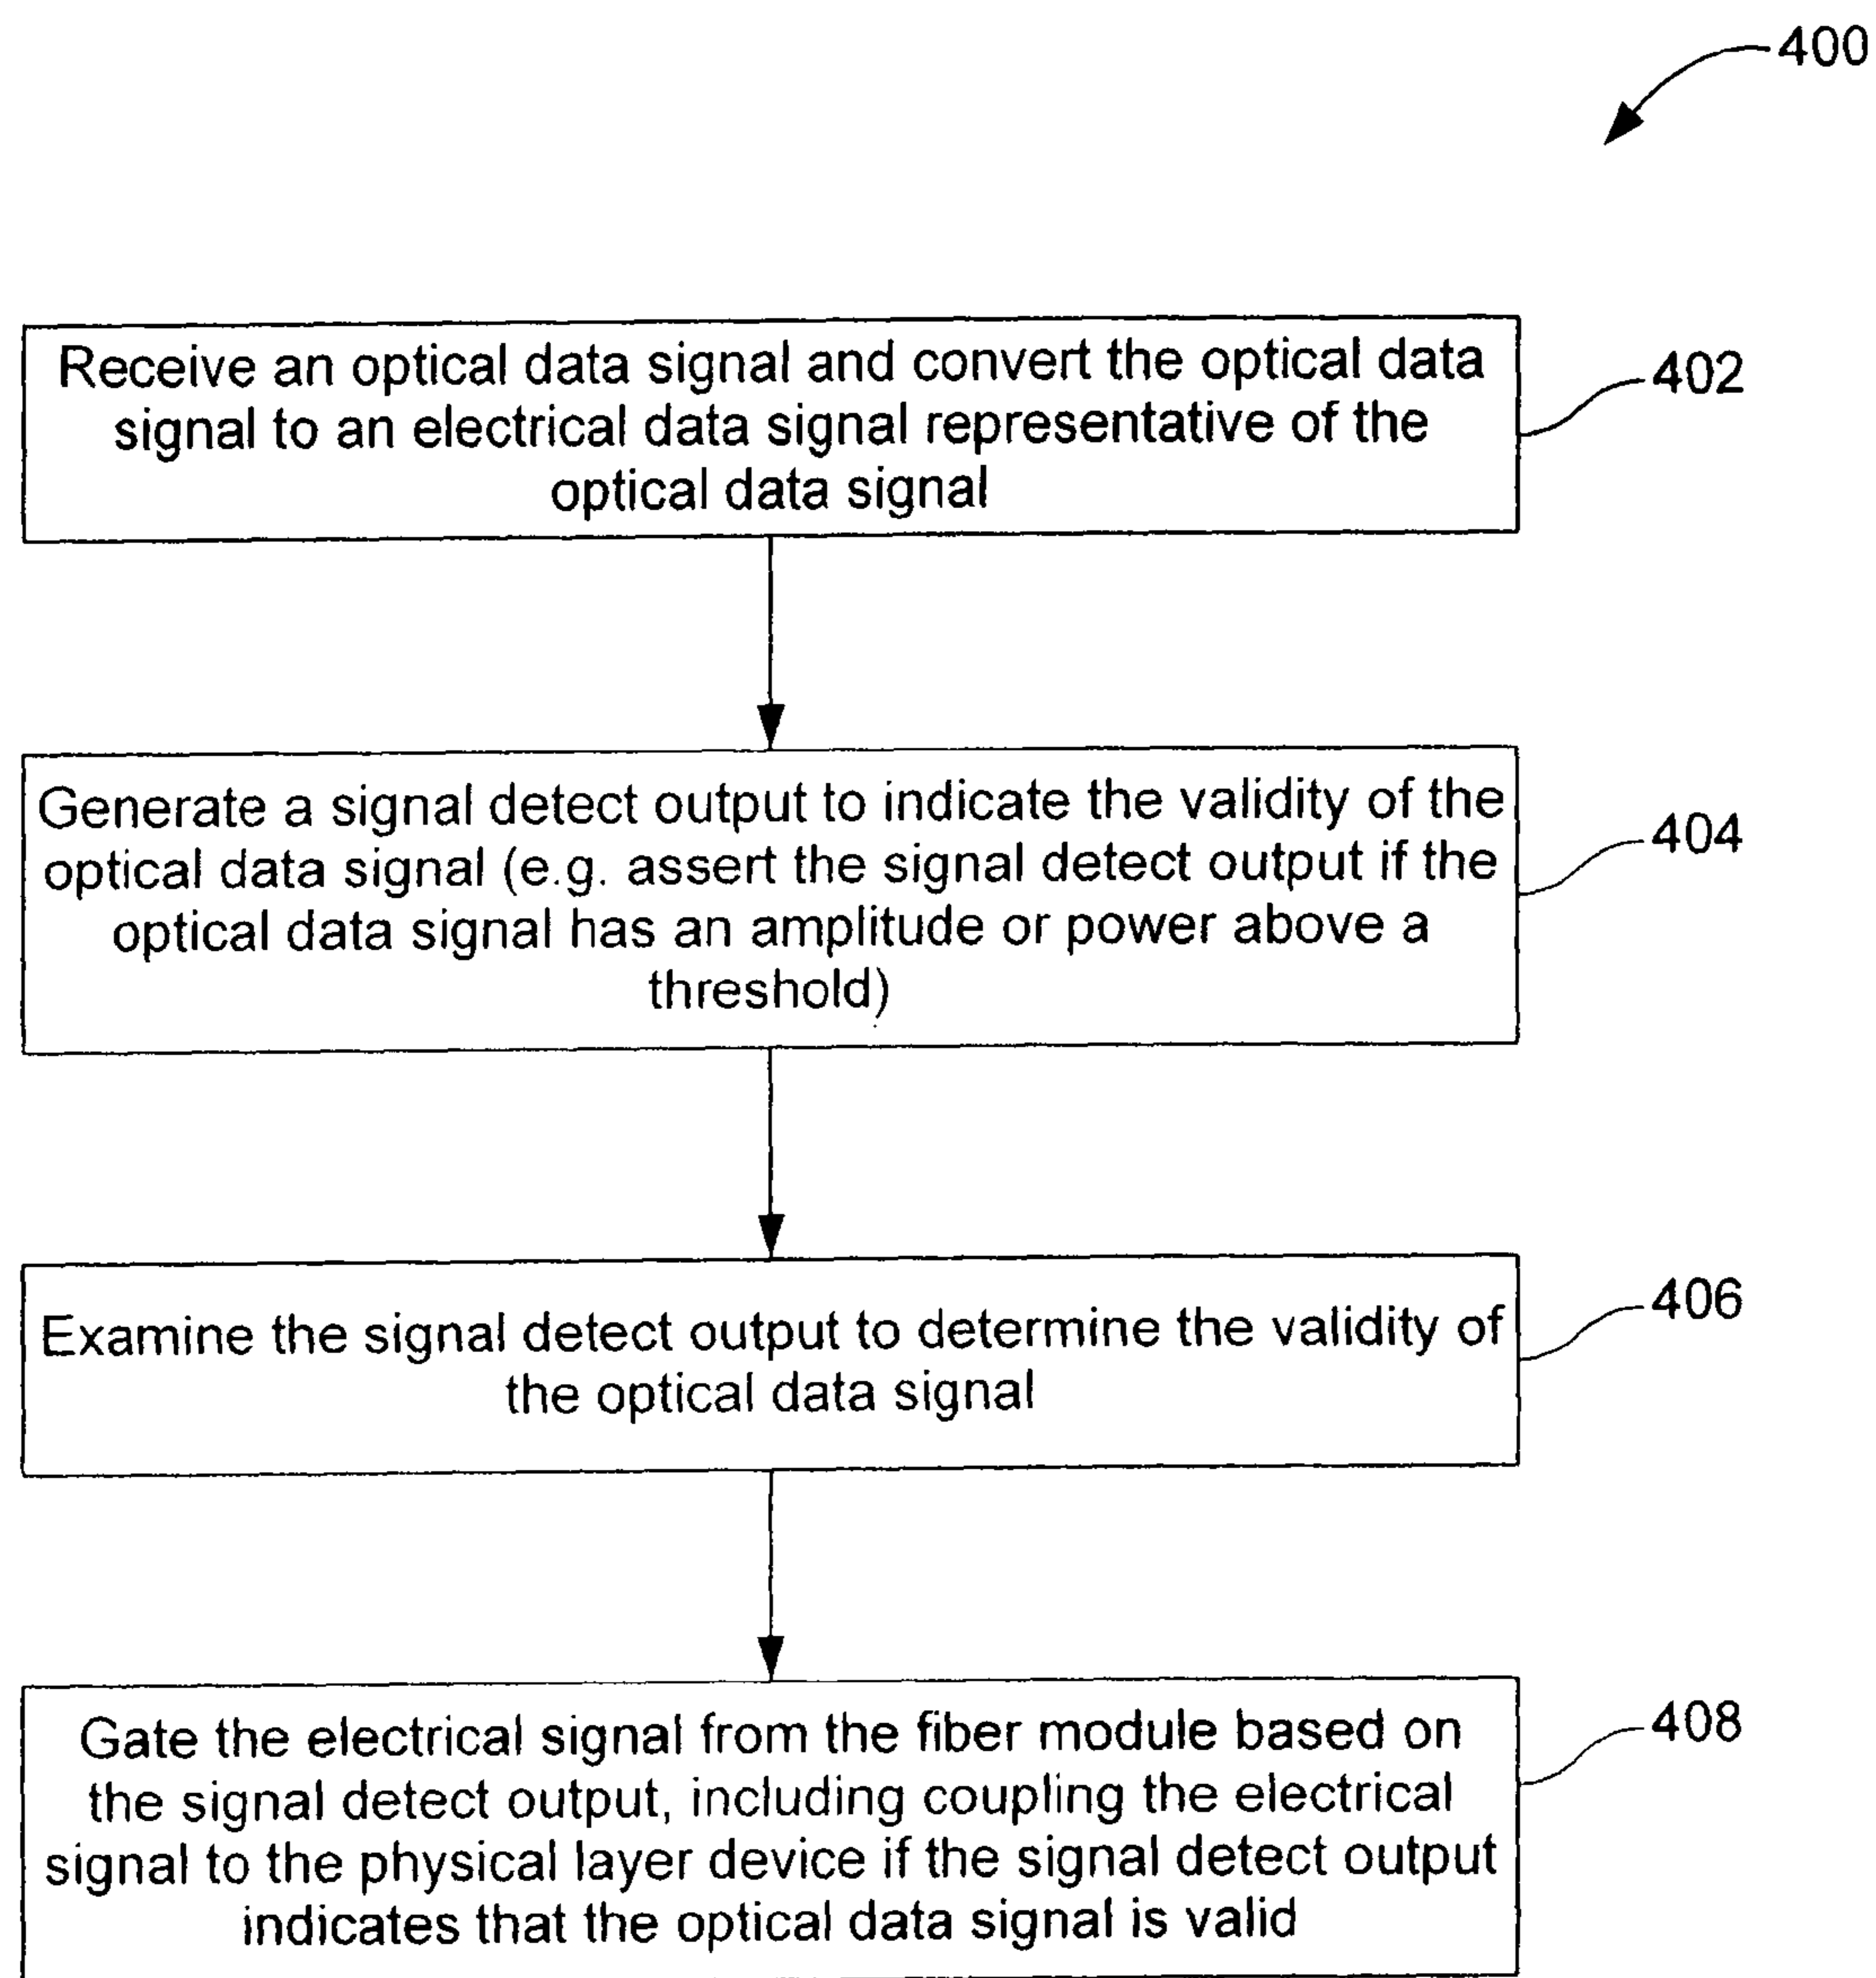 400
Receive an optical data signal and convert the optical data
signal to an electrical data signal representative of the
optical data signal
402
Generate a signal detect output to indicate the validity of the
optical data signal (e.g. assert the signal detect output if the
optical data signal has an amplitude or power above a
threshold)
404
Examine the signal detect output to determine the validity of
the optical data signal
406
Gate the electrical signal from the fiber module based on
the signal detect output, including coupling the electrical
signal to the physical layer device if the signal detect output
indicates that the optical data signal is valid
408